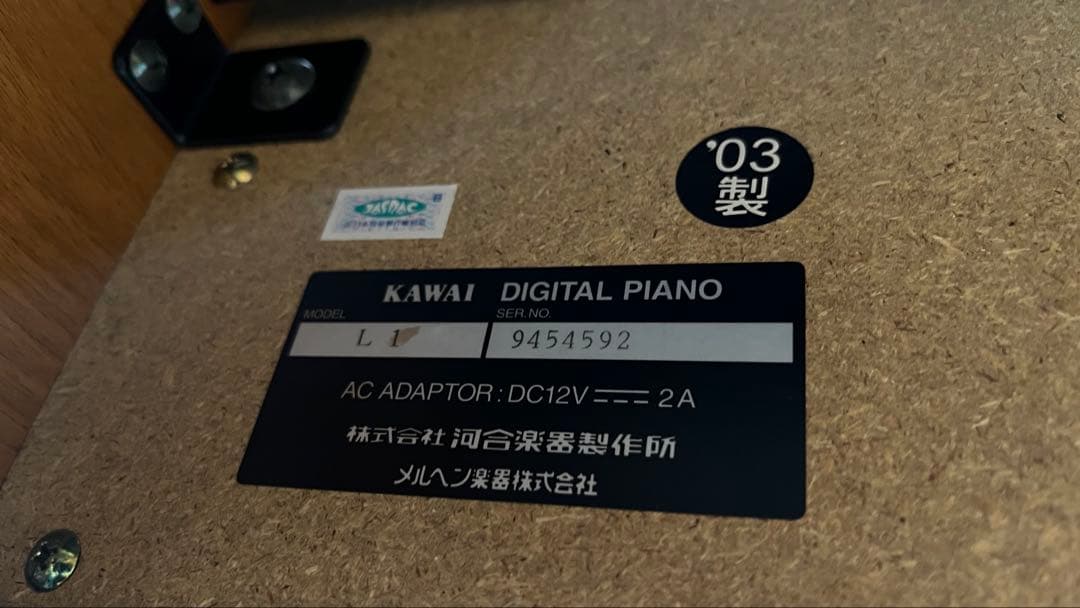 '03
製
JASRAC
KAWAI DIGITAL PIANO
MODEL SER.NO.
L 1 9454592
AC ADAPTOR : DC12V 2A
株式会社 河合楽器製作所
メルヘン楽器株式会社